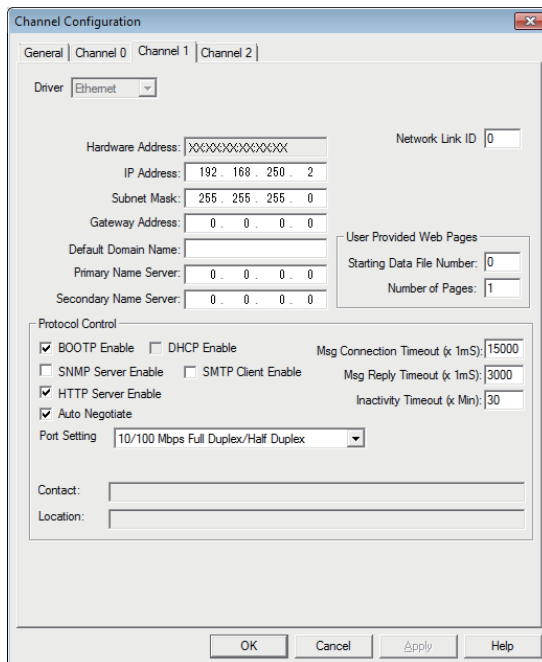 Channel Configuration
General Channel 0 Channel 1 Channel 2
Driver Ethernet
Hardware Address: XXXXXXXXXXXXXX
Network Link ID 0
IP Address: 192 . 168 . 250 . 2
Subnet Mask: 255 . 255 . 255 . 0
Gateway Address: 0 . 0 . 0 . 0
Default Domain Name:
Primary Name Server: 0 . 0 . 0 . 0
Secondary Name Server: 0 . 0 . 0 . 0
User Provided Web Pages
Starting Data File Number: 0
Number of Pages: 1
Protocol Control
BOOTP Enable DHCP Enable
SNMP Server Enable SMTP Client Enable
HTTP Server Enable
Auto Negotiate
Msg Connection Timeout (x 1mS): 15000
Msg Reply Timeout (x 1mS): 3000
Inactivity Timeout (x Min): 30
Port Setting 10/100 Mbps Full Duplex/Half Duplex
Contact:
Location:
OK Cancel Apply Help